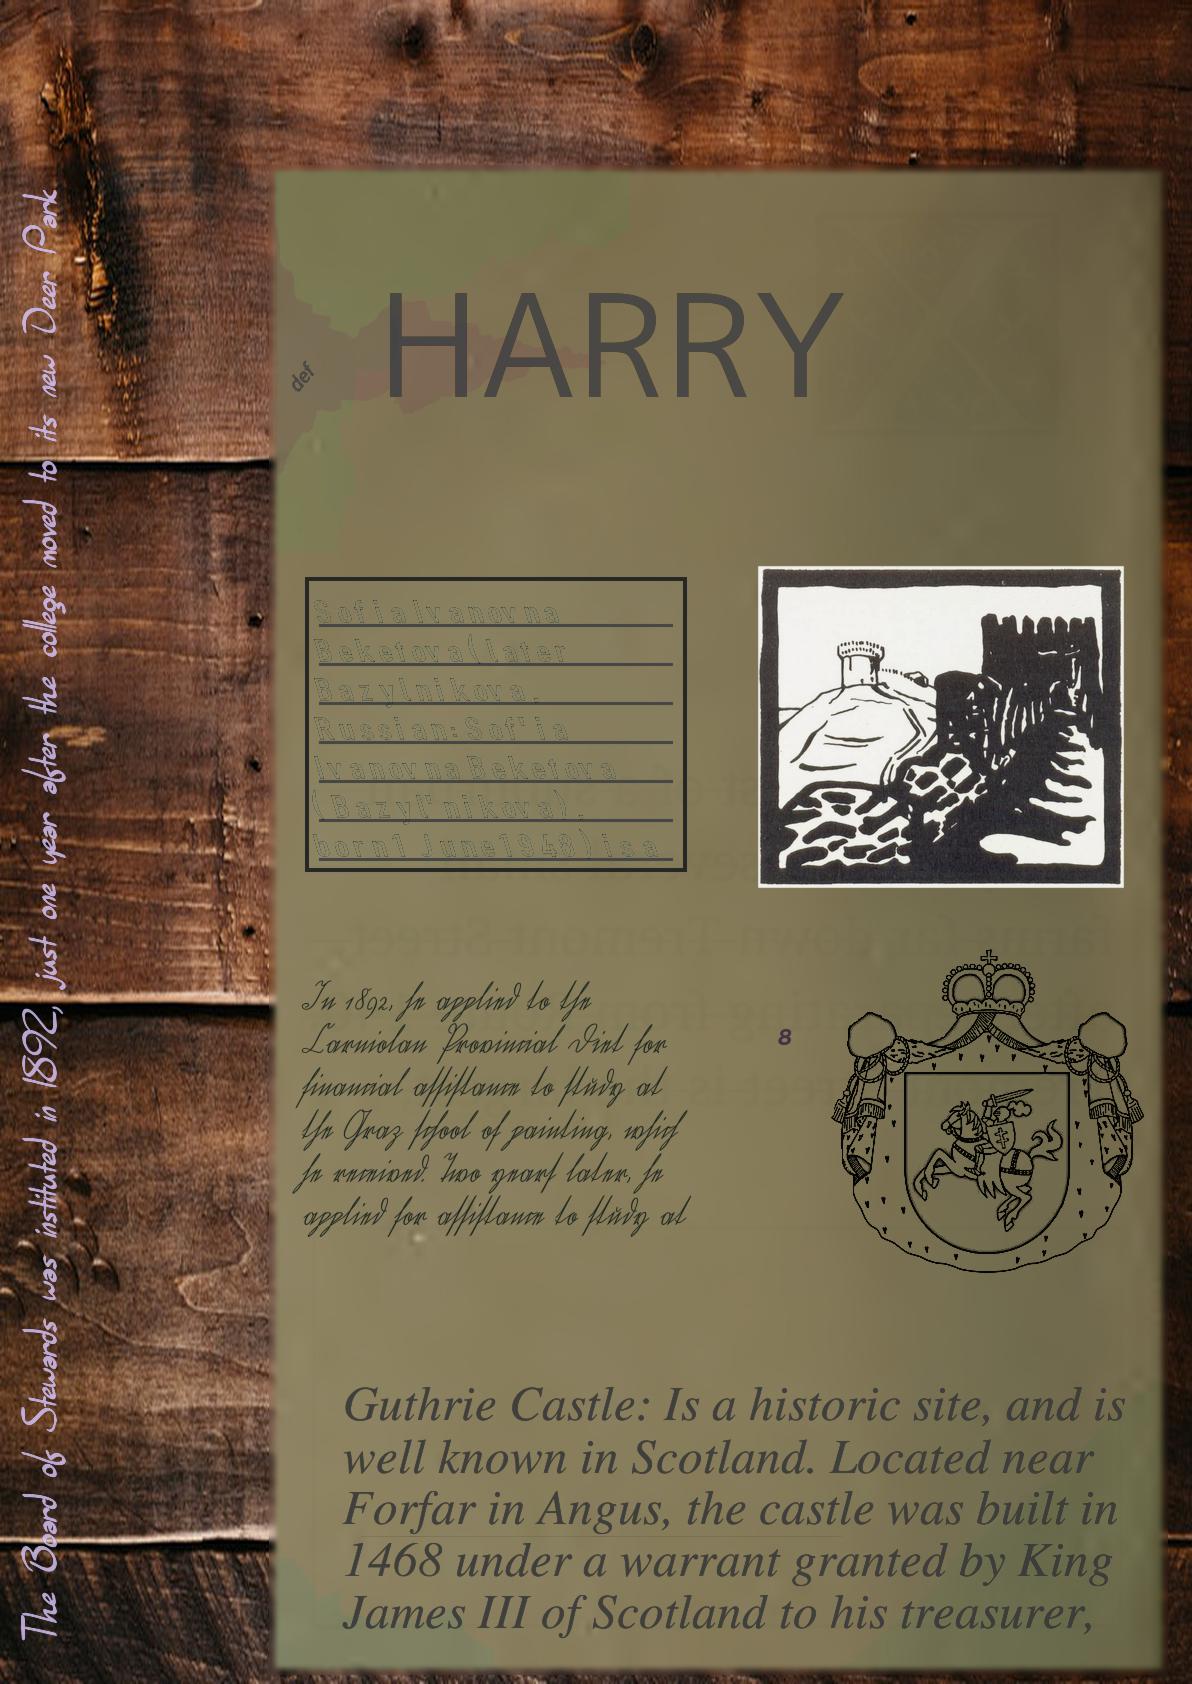 The Board of Stewards was instituted in 1892, just one year after the college moved to its new Deer Park
HARRY
def
Sofia Ivanovna
Beketova (later
Bazylnikova,
Russian: Sof'ia
Ivanovna Beketova
(Bazyl'nikova),
born 1 June 1948) is a
In 1892, he applied to the
Carniolan Provincial Diet for
financial assistance to study at
the Graz school of painting, which
he received. Two years later, he
applied for assistance to study at
8
Guthrie Castle: Is a historic site, and is
well known in Scotland. Located near
Forfar in Angus, the castle was built in
1468 under a warrant granted by King
James III of Scotland to his treasurer,